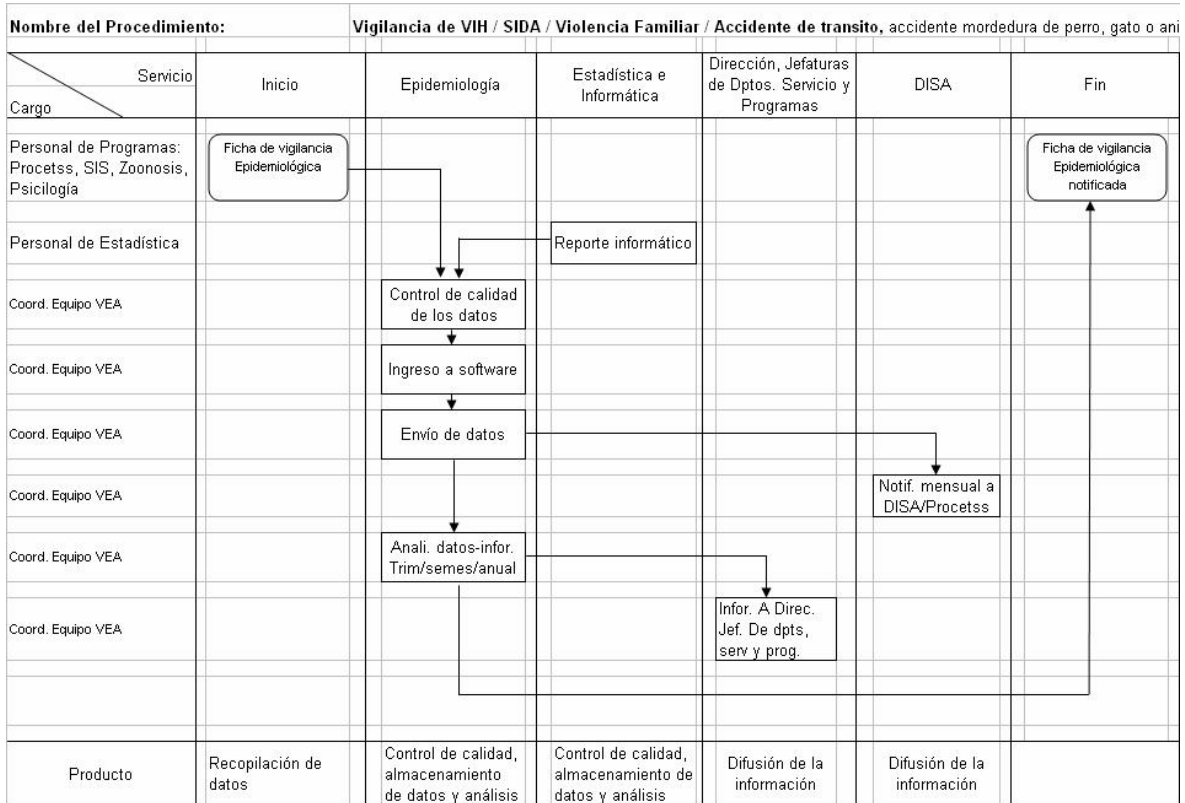 Nombre del Procedimiento: Vigilancia de VIH / SIDA / Violencia Familiar / Accidente de transito, accidente mordedura de perro, gato o ani
Servicio
Cargo
Inicio
Epidemiología
Estadística e
Informática
Dirección, Jefaturas
de Dptos. Servicio y
Programas
DISA
Fin
Personal de Programas:
Procetss, SIS, Zoonosis,
Psicilogía
Ficha de vigilancia
Epidemiológica
Ficha de vigilancia
Epidemiológica
notificada
Personal de Estadística
Reporte informático
Coord. Equipo VEA
Control de calidad
de los datos
Coord. Equipo VEA
Ingreso a software
Coord. Equipo VEA
Envío de datos
Coord. Equipo VEA
Notif. mensual a
DISA/Procetss
Coord. Equipo VEA
Anali. datos-infor.
Trim/semes/anual
Coord. Equipo VEA
Infor. A Direc.
Jef. De dpts,
serv y prog.
Producto
Recopilación de
datos
Control de calidad,
almacenamiento
de datos y análisis
Control de calidad,
almacenamiento de
datos y análisis
Difusión de la
información
Difusión de la
información